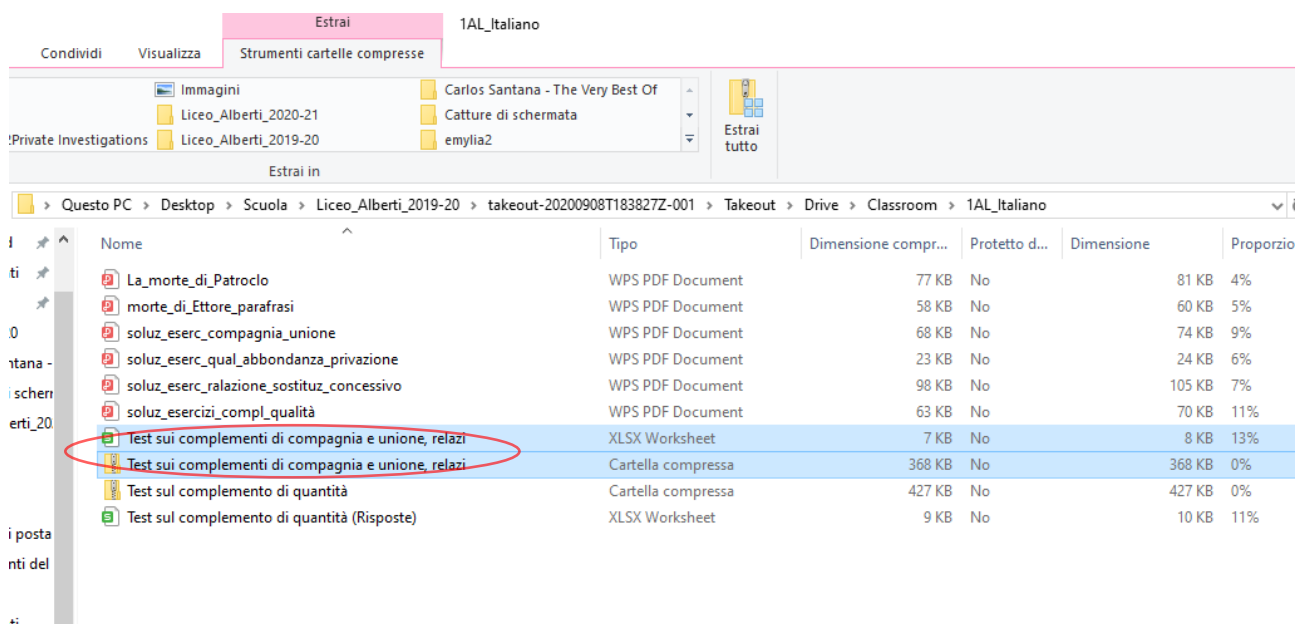 Estrai 1AL_Italiano
Condividi Visualizza Strumenti cartelle compresse
Immagini Carlos Santana - The Very Best Of
Liceo_Alberti_2020-21 Catture di schermata
Private Investigations Liceo_Alberti_2019-20 emylia2
Estrai tutto
Estrai in
Questo PC > Desktop > Scuola > Liceo_Alberti_2019-20 > takeout-20200908T183827Z-001 > Takeout > Drive > Classroom > 1AL_Italiano
Nome Tipo Dimensione compr... Protetto d... Dimensione Proporzio
La_morte_di_Patroclo WPS PDF Document 77 KB No 81 KB 4%
morte_di_Ettore_parafrasi WPS PDF Document 58 KB No 60 KB 5%
soluz_eserc_compagnia_unione WPS PDF Document 68 KB No 74 KB 9%
soluz_eserc_qual_abbondanza_privazione WPS PDF Document 23 KB No 24 KB 6%
soluz_eserc_ralazione_sostituz_concessivo WPS PDF Document 98 KB No 105 KB 7%
soluz_esercizi_compl_qualità WPS PDF Document 63 KB No 70 KB 11%
Test sui complementi di compagnia e unione, relazi XLSX Worksheet 7 KB No 8 KB 13%
Test sui complementi di compagnia e unione, relazi Cartella compressa 368 KB No 368 KB 0%
Test sul complemento di quantità Cartella compressa 427 KB No 427 KB 0%
Test sul complemento di quantità (Risposte) XLSX Worksheet 9 KB No 10 KB 11%
ntana -
i scherr
erti_20.
i posta
nti del